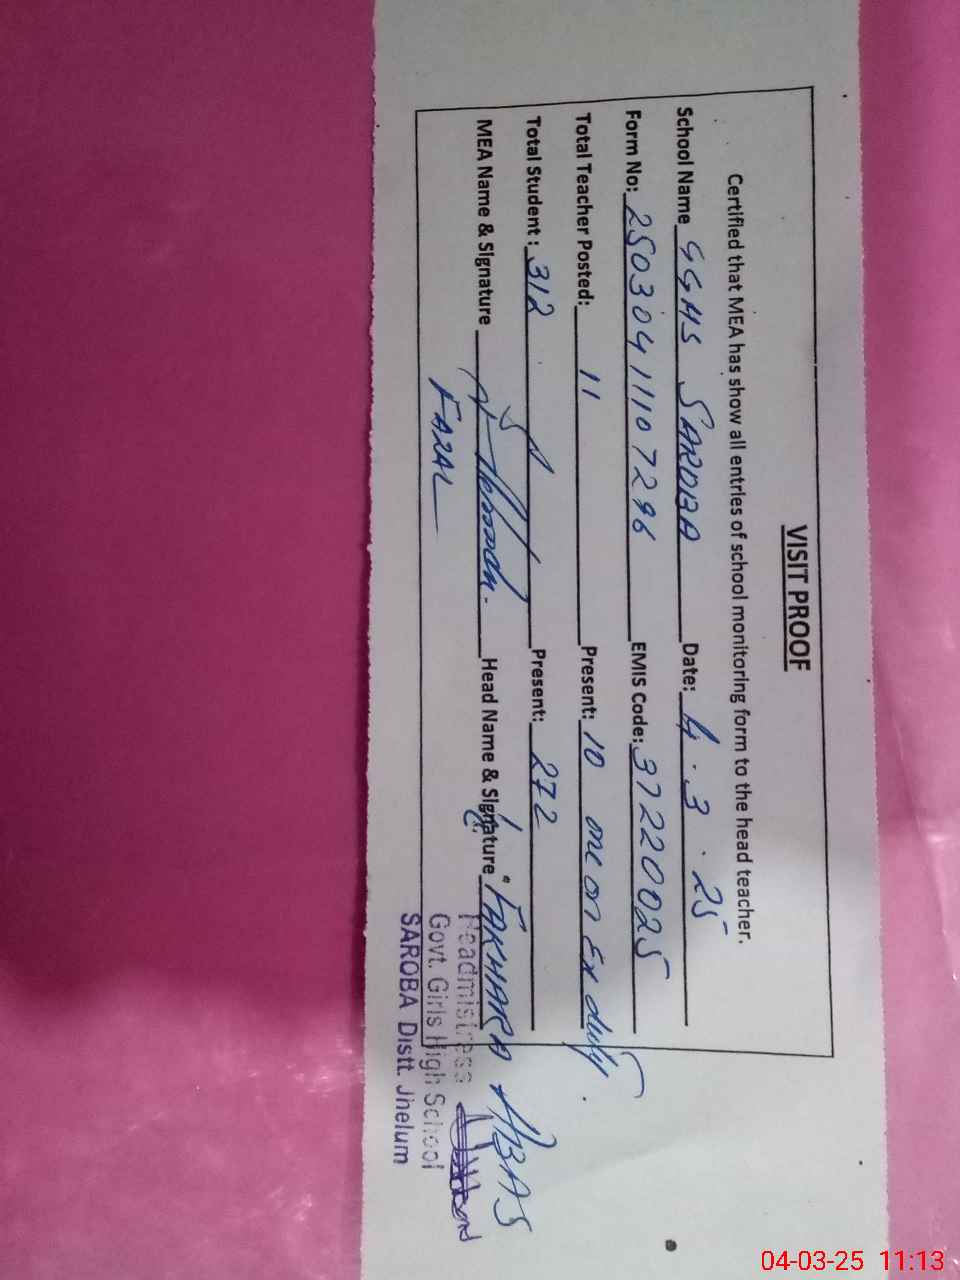 VISIT PROOF
Certified that MEA has show all entries of school monitoring form to the head teacher.
School Name GGHS SAROBA Date: 4.3.25
Form No: 2503041107296 EMIS Code: 37220025
Total Teacher Posted: 11 Present: 10 one on Ex duty.
Total Student: 312 Present: 272
MEA Name & Signature Head Name & Signature FAKHARA ABBAS
Headmistress
Govt. Girls High School
SAROBA Distt. Jhelum
04-03-25 11:13